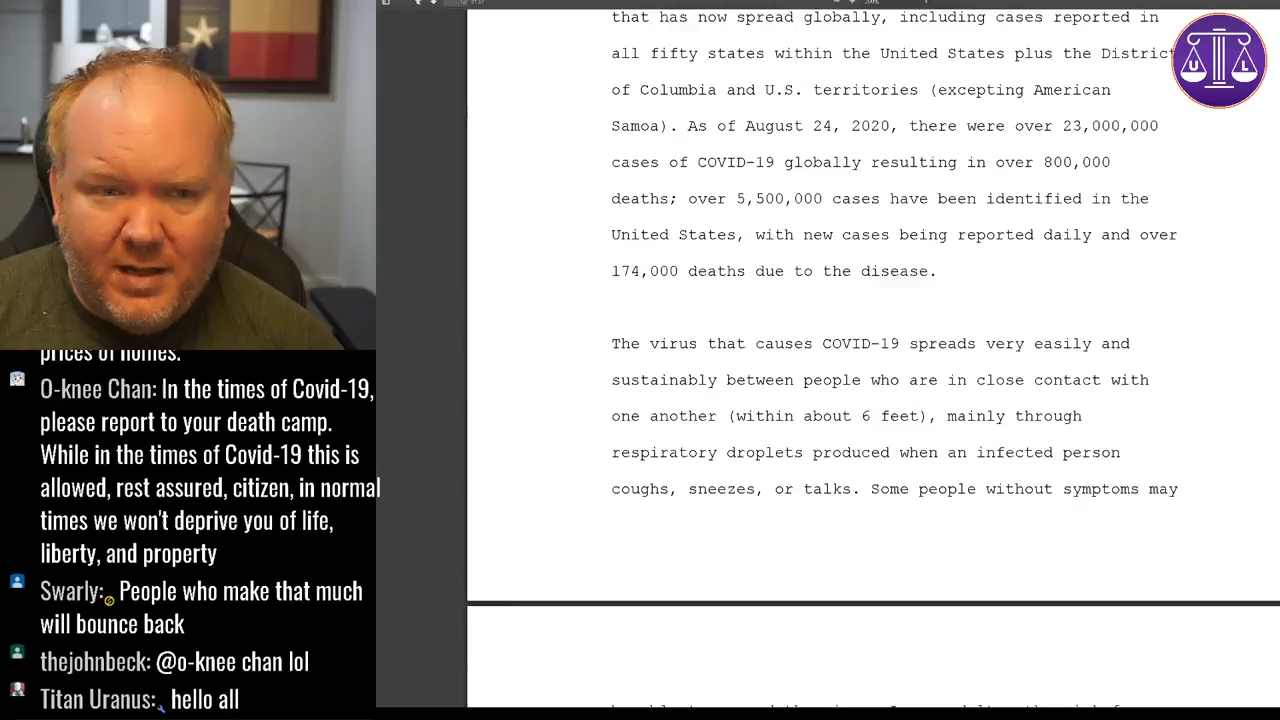 that has now spread globally, including cases reported in
all fifty states within the United States plus the District
of Columbia and U.S. territories (excepting American
Samoa). As of August 24, 2020, there were over 23,000,000
cases of COVID-19 globally resulting in over 800,000
deaths; over 5,500,000 cases have been identified in the
United States, with new cases being reported daily and over
174,000 deaths due to the disease.
The virus that causes COVID-19 spreads very easily and
sustainably between people who are in close contact with
one another (within about 6 feet), mainly through
respiratory droplets produced when an infected person
coughs, sneezes, or talks. Some people without symptoms may
U L
prices of homes.
O-knee Chan: In the times of Covid-19,
please report to your death camp.
While in the times of Covid-19 this is
allowed, rest assured, citizen, in normal
times we won't deprive you of life,
liberty, and property
Swarly: People who make that much
will bounce back
thejohnbeck: @o-knee chan lol
Titan Uranus: hello all